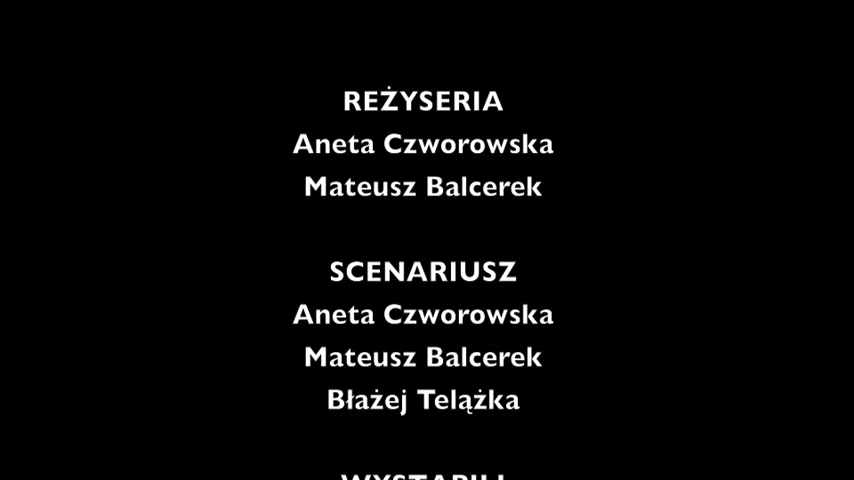 REŻYSERIA
Aneta Czworowska
Mateusz Balcerek
SCENARIUSZ
Aneta Czworowska
Mateusz Balcerek
Błażej Telążka